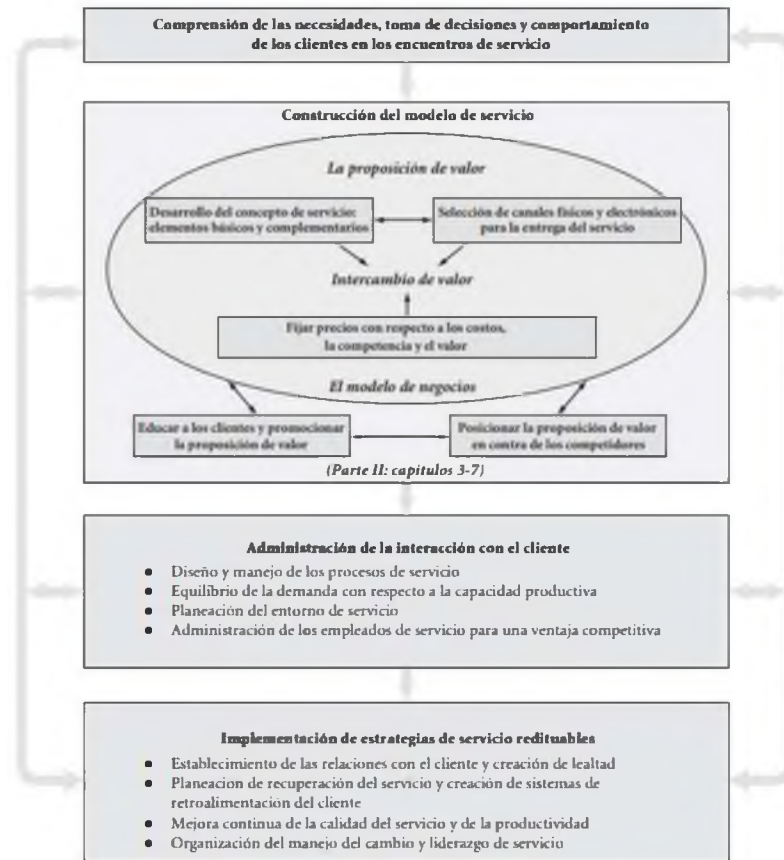 Comprensión de las necesidades, toma de decisiones y comportamiento
de los clientes en los encuentros de servicio
Construcción del modelo de servicio
La proposición de valor
Desarrollo del concepto de servicio:
elementos básicos y complementarios
Selección de canales físicos y electrónicos
para la entrega del servicio
Intercambio de valor
Fijar precios con respecto a los costos,
la competencia y el valor
El modelo de negocios
Educar a los clientes y promocionar
la proposición de valor
Posicionar la proposición de valor
en contra de los competidores
(Parte II: capítulos 3-7)
Administración de la interacción con el cliente
● Diseño y manejo de los procesos de servicio
● Equilibrio de la demanda con respecto a la capacidad productiva
● Planeación del entorno de servicio
● Administración de los empleados de servicio para una ventaja competitiva
Implementación de estrategias de servicio redituables
● Establecimiento de las relaciones con el cliente y creación de lealtad
● Planeacion de recuperación del servicio y creación de sistemas de
retroalimentación del cliente
● Mejora continua de la calidad del servicio y de la productividad
● Organización del manejo del cambio y liderazgo de servicio